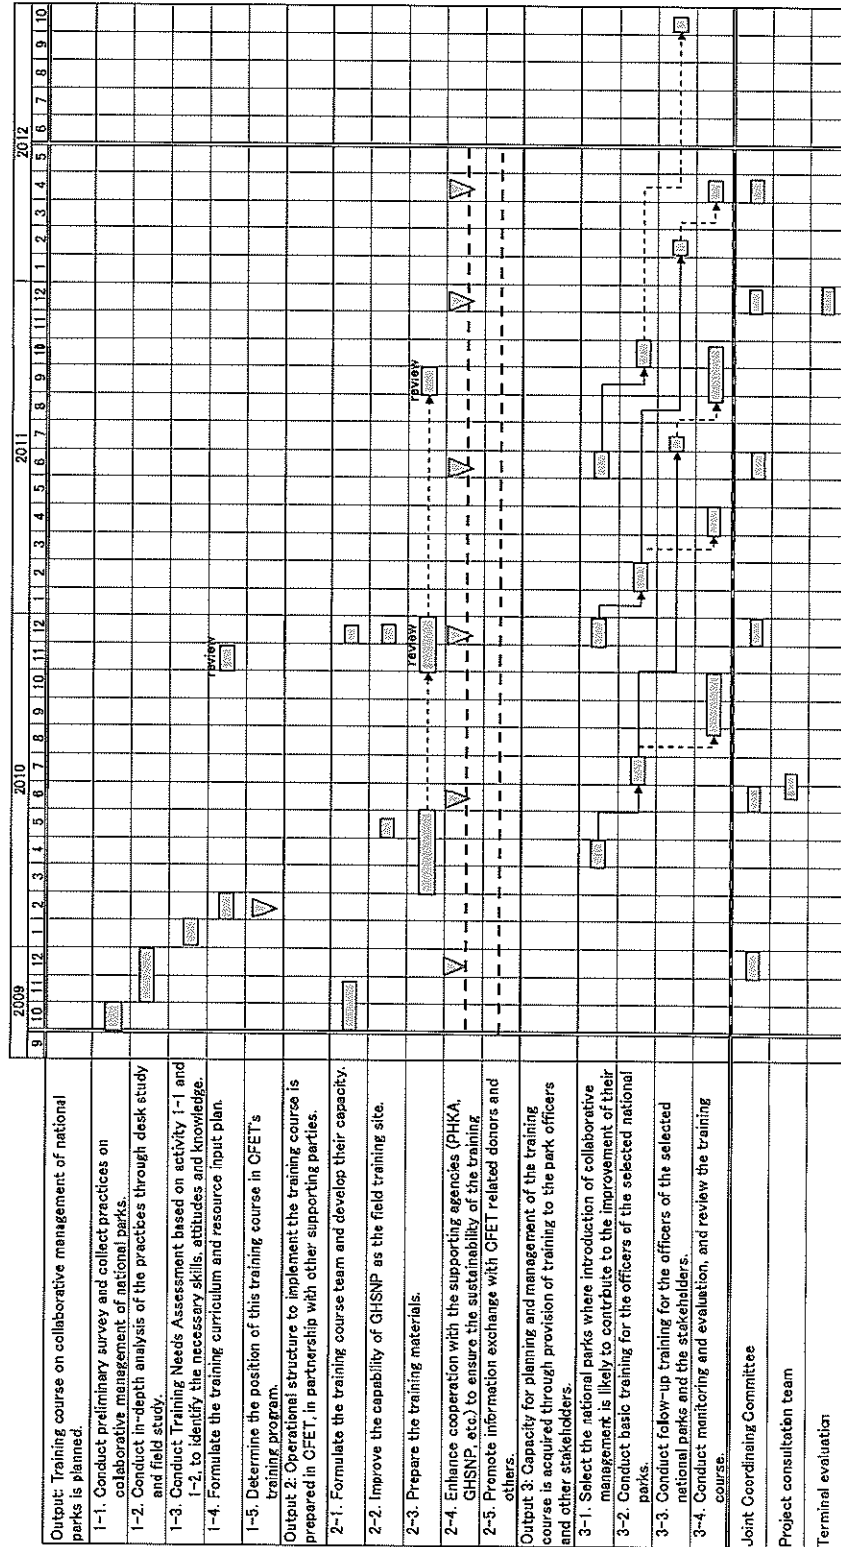 2009 2010 2011 2012
9 10 11 12 1 2 3 4 5 6 7 8 9 10 11 12 1 2 3 4 5 6 7 8 9 10 11 12 1 2 3 4 5 6 7 8 9 10
Output: Training course on collaborative management of national
parks is planned.
1-1. Conduct preliminary survey and collect practices on
collaborative management of national parks.
1-2. Conduct in-depth analysis of the practices through desk study
and field study.
1-3. Conduct Training Needs Assessment based on activity 1-1 and
1-2, to identify the necessary skills, attitudes and knowledge.
1-4. Formulate the training curriculum and resource input plan.
review
1-5. Determine the position of this training course in CFET's
training program.
Output 2: Operational structure to implement the training course is
prepared in CFET, in partnership with other supporting parties.
2-1. Formulate the training course team and develop their capacity.
2-2. Improve the capability of GHSNP as the field training site.
2-3. Prepare the training materials.
review
review
2-4. Enhance cooperation with the supporting agencies (PHKA,
GHSNP, etc.) to ensure the sustainability of the training
2-5. Promote information exchange with CFET related donors and
others.
Output 3: Capacity for planning and management of the training
course is acquired through provision of training to the park officers
and other stakeholders.
3-1. Select the national parks where introduction of collaborative
management is likely to contribute to the improvement of their
3-2. Conduct basic training for the officers of the selected national
parks.
3-3. Conduct follow-up training for the officers of the selected
national parks and the stakeholders.
3-4. Conduct monitoring and evaluation, and review the training
course.
Joint Coordinating Committee
Project consultation team
Terminal evaluation